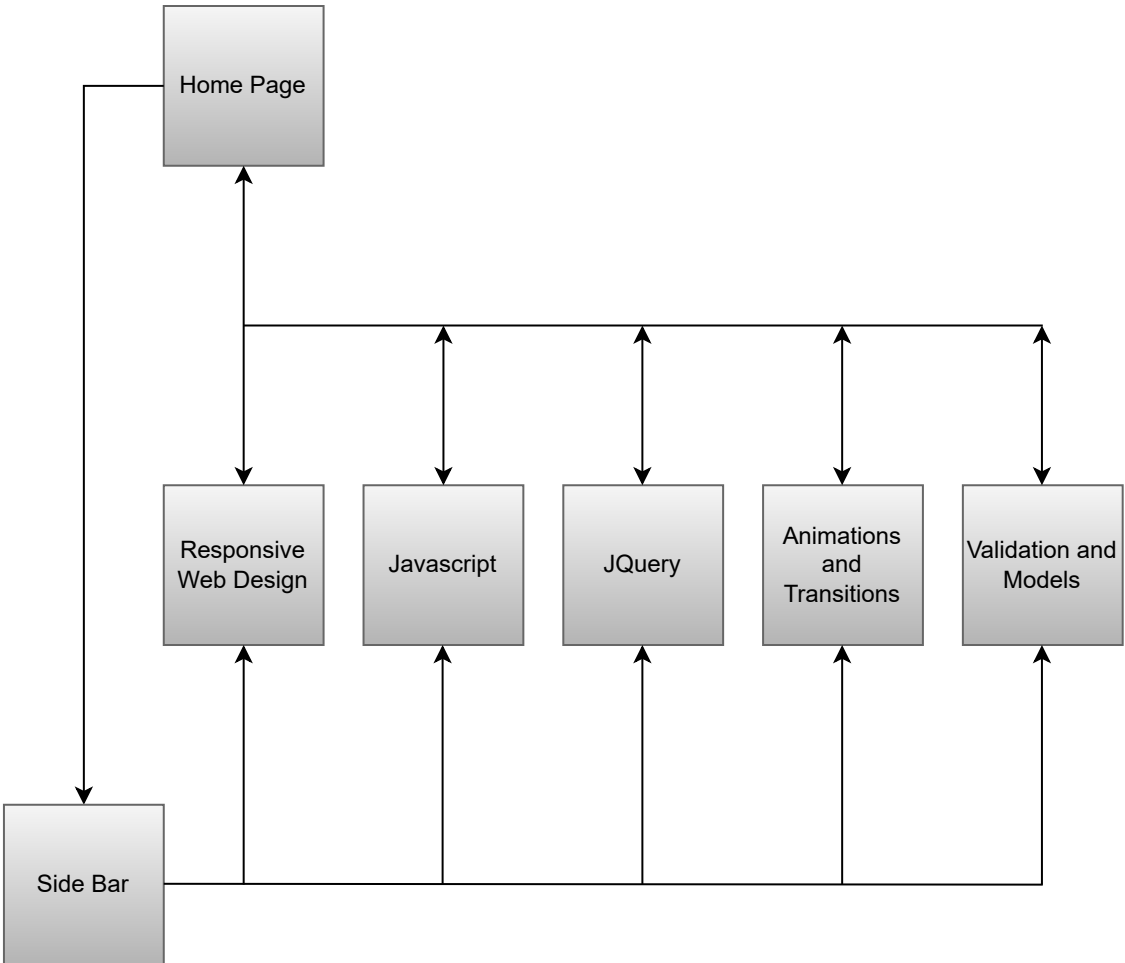 Home Page
Responsive
Web Design
Javascript
JQuery
Animations
and
Transitions
Validation and
Models
Side Bar